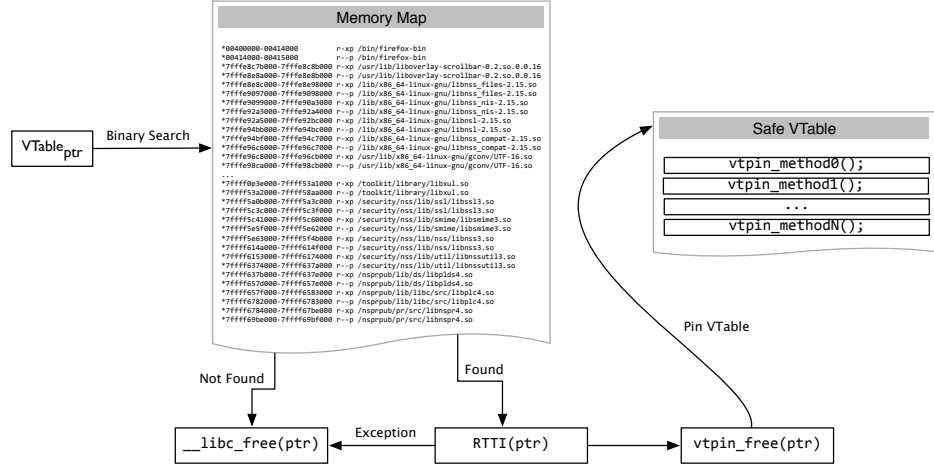 Memory Map
*00400000-00414000 r-xp /bin/firefox-bin
*00414000-00415000 r--p /bin/firefox-bin
*7fffe8c7b000-7fffe8c8b000 r-xp /usr/lib/liboverlay-scrollbar-0.2.so.0.0.16
*7fffe8e8a000-7fffe8e8b000 r--p /usr/lib/liboverlay-scrollbar-0.2.so.0.0.16
*7fffe8e8c000-7fffe8e98000 r-xp /lib/x86_64-linux-gnu/libnss_files-2.15.so
*7fffe9097000-7fffe9098000 r--p /lib/x86_64-linux-gnu/libnss_files-2.15.so
*7fffe9099000-7fffe90a3000 r-xp /lib/x86_64-linux-gnu/libnss_nis-2.15.so
*7fffe92a3000-7fffe92a4000 r--p /lib/x86_64-linux-gnu/libnss_nis-2.15.so
*7fffe92a5000-7fffe92bc000 r-xp /lib/x86_64-linux-gnu/libnsl-2.15.so
*7fffe94bb000-7fffe94bc000 r--p /lib/x86_64-linux-gnu/libnsl-2.15.so
*7fffe94bf000-7fffe94c7000 r-xp /lib/x86_64-linux-gnu/libnss_compat-2.15.so
*7fffe96c6000-7fffe96c7000 r--p /lib/x86_64-linux-gnu/libnss_compat-2.15.so
*7fffe96c8000-7fffe96cb000 r-xp /usr/lib/x86_64-linux-gnu/gconv/UTF-16.so
*7fffe98ca000-7fffe98cb000 r--p /usr/lib/x86_64-linux-gnu/gconv/UTF-16.so
...
*7ffff0e3e000-7ffff53a1000 r-xp /toolkit/library/libxul.so
*7ffff53a2000-7ffff58aa000 r--p /toolkit/library/libxul.so
*7ffff5a0b000-7ffff5a3c000 r-xp /security/nss/lib/ssl/libssl3.so
*7ffff5c3c000-7ffff5c3f000 r--p /security/nss/lib/ssl/libssl3.so
*7ffff5c41000-7ffff5c60000 r-xp /security/nss/lib/smime/libsmime3.so
*7ffff5e5f000-7ffff5e62000 r--p /security/nss/lib/smime/libsmime3.so
*7ffff5e63000-7ffff5f4b000 r-xp /security/nss/lib/nss/libnss3.so
*7ffff614a000-7ffff614f000 r--p /security/nss/lib/nss/libnss3.so
*7ffff6153000-7ffff6174000 r-xp /security/nss/lib/util/libnssutil3.so
*7ffff6374000-7ffff637a000 r--p /security/nss/lib/util/libnssutil3.so
*7ffff637b000-7ffff637e000 r-xp /nsprpub/lib/ds/libplds4.so
*7ffff657d000-7ffff657e000 r--p /nsprpub/lib/ds/libplds4.so
*7ffff657f000-7ffff6583000 r-xp /nsprpub/lib/libc/src/libplc4.so
*7ffff6782000-7ffff6783000 r--p /nsprpub/lib/libc/src/libplc4.so
*7ffff6784000-7ffff67be000 r-xp /nsprpub/pr/src/libnspr4.so
*7ffff69be000-7ffff69bf000 r--p /nsprpub/pr/src/libnspr4.so
VTableptr
Binary Search
Safe VTable
vtpin_method0();
vtpin_method1();
...
vtpin_methodN();
Pin VTable
Not Found
Found
__libc_free(ptr)
Exception
RTTI(ptr)
vtpin_free(ptr)